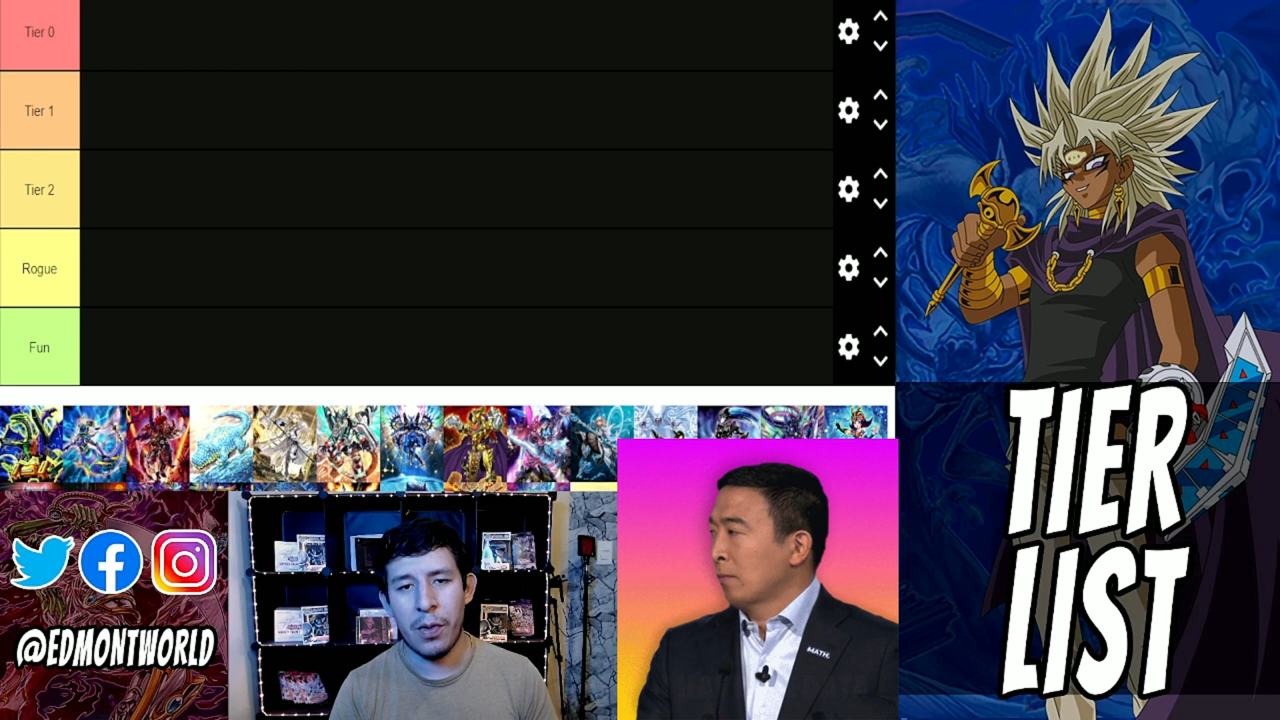 Tier 0
Tier 1
Tier 2
Rogue
Fun
@EDMONTWORLD
MATH.
TIER
LIST